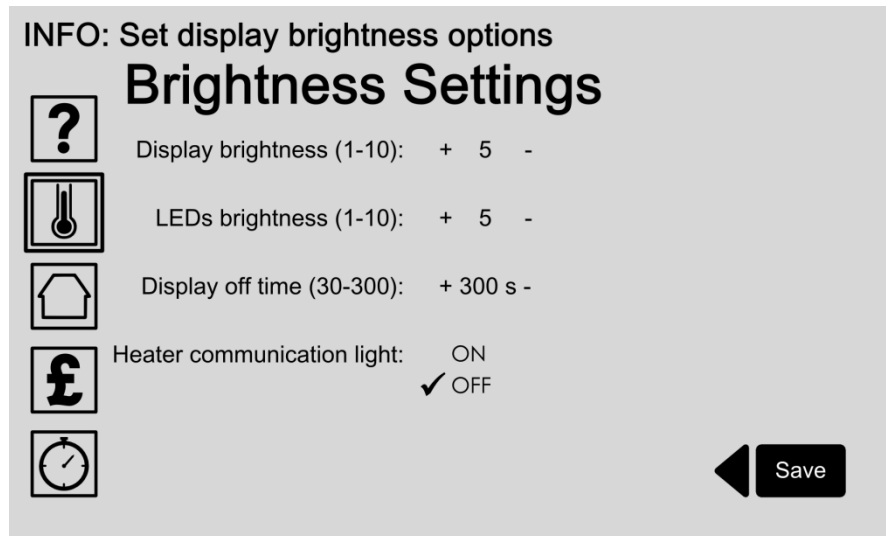 INFO: Set display brightness options
Brightness Settings
?
Display brightness (1-10): + 5 -
LEDs brightness (1-10): + 5 -
Display off time (30-300): + 300 s -
£
Heater communication light: ON
✓ OFF
Save